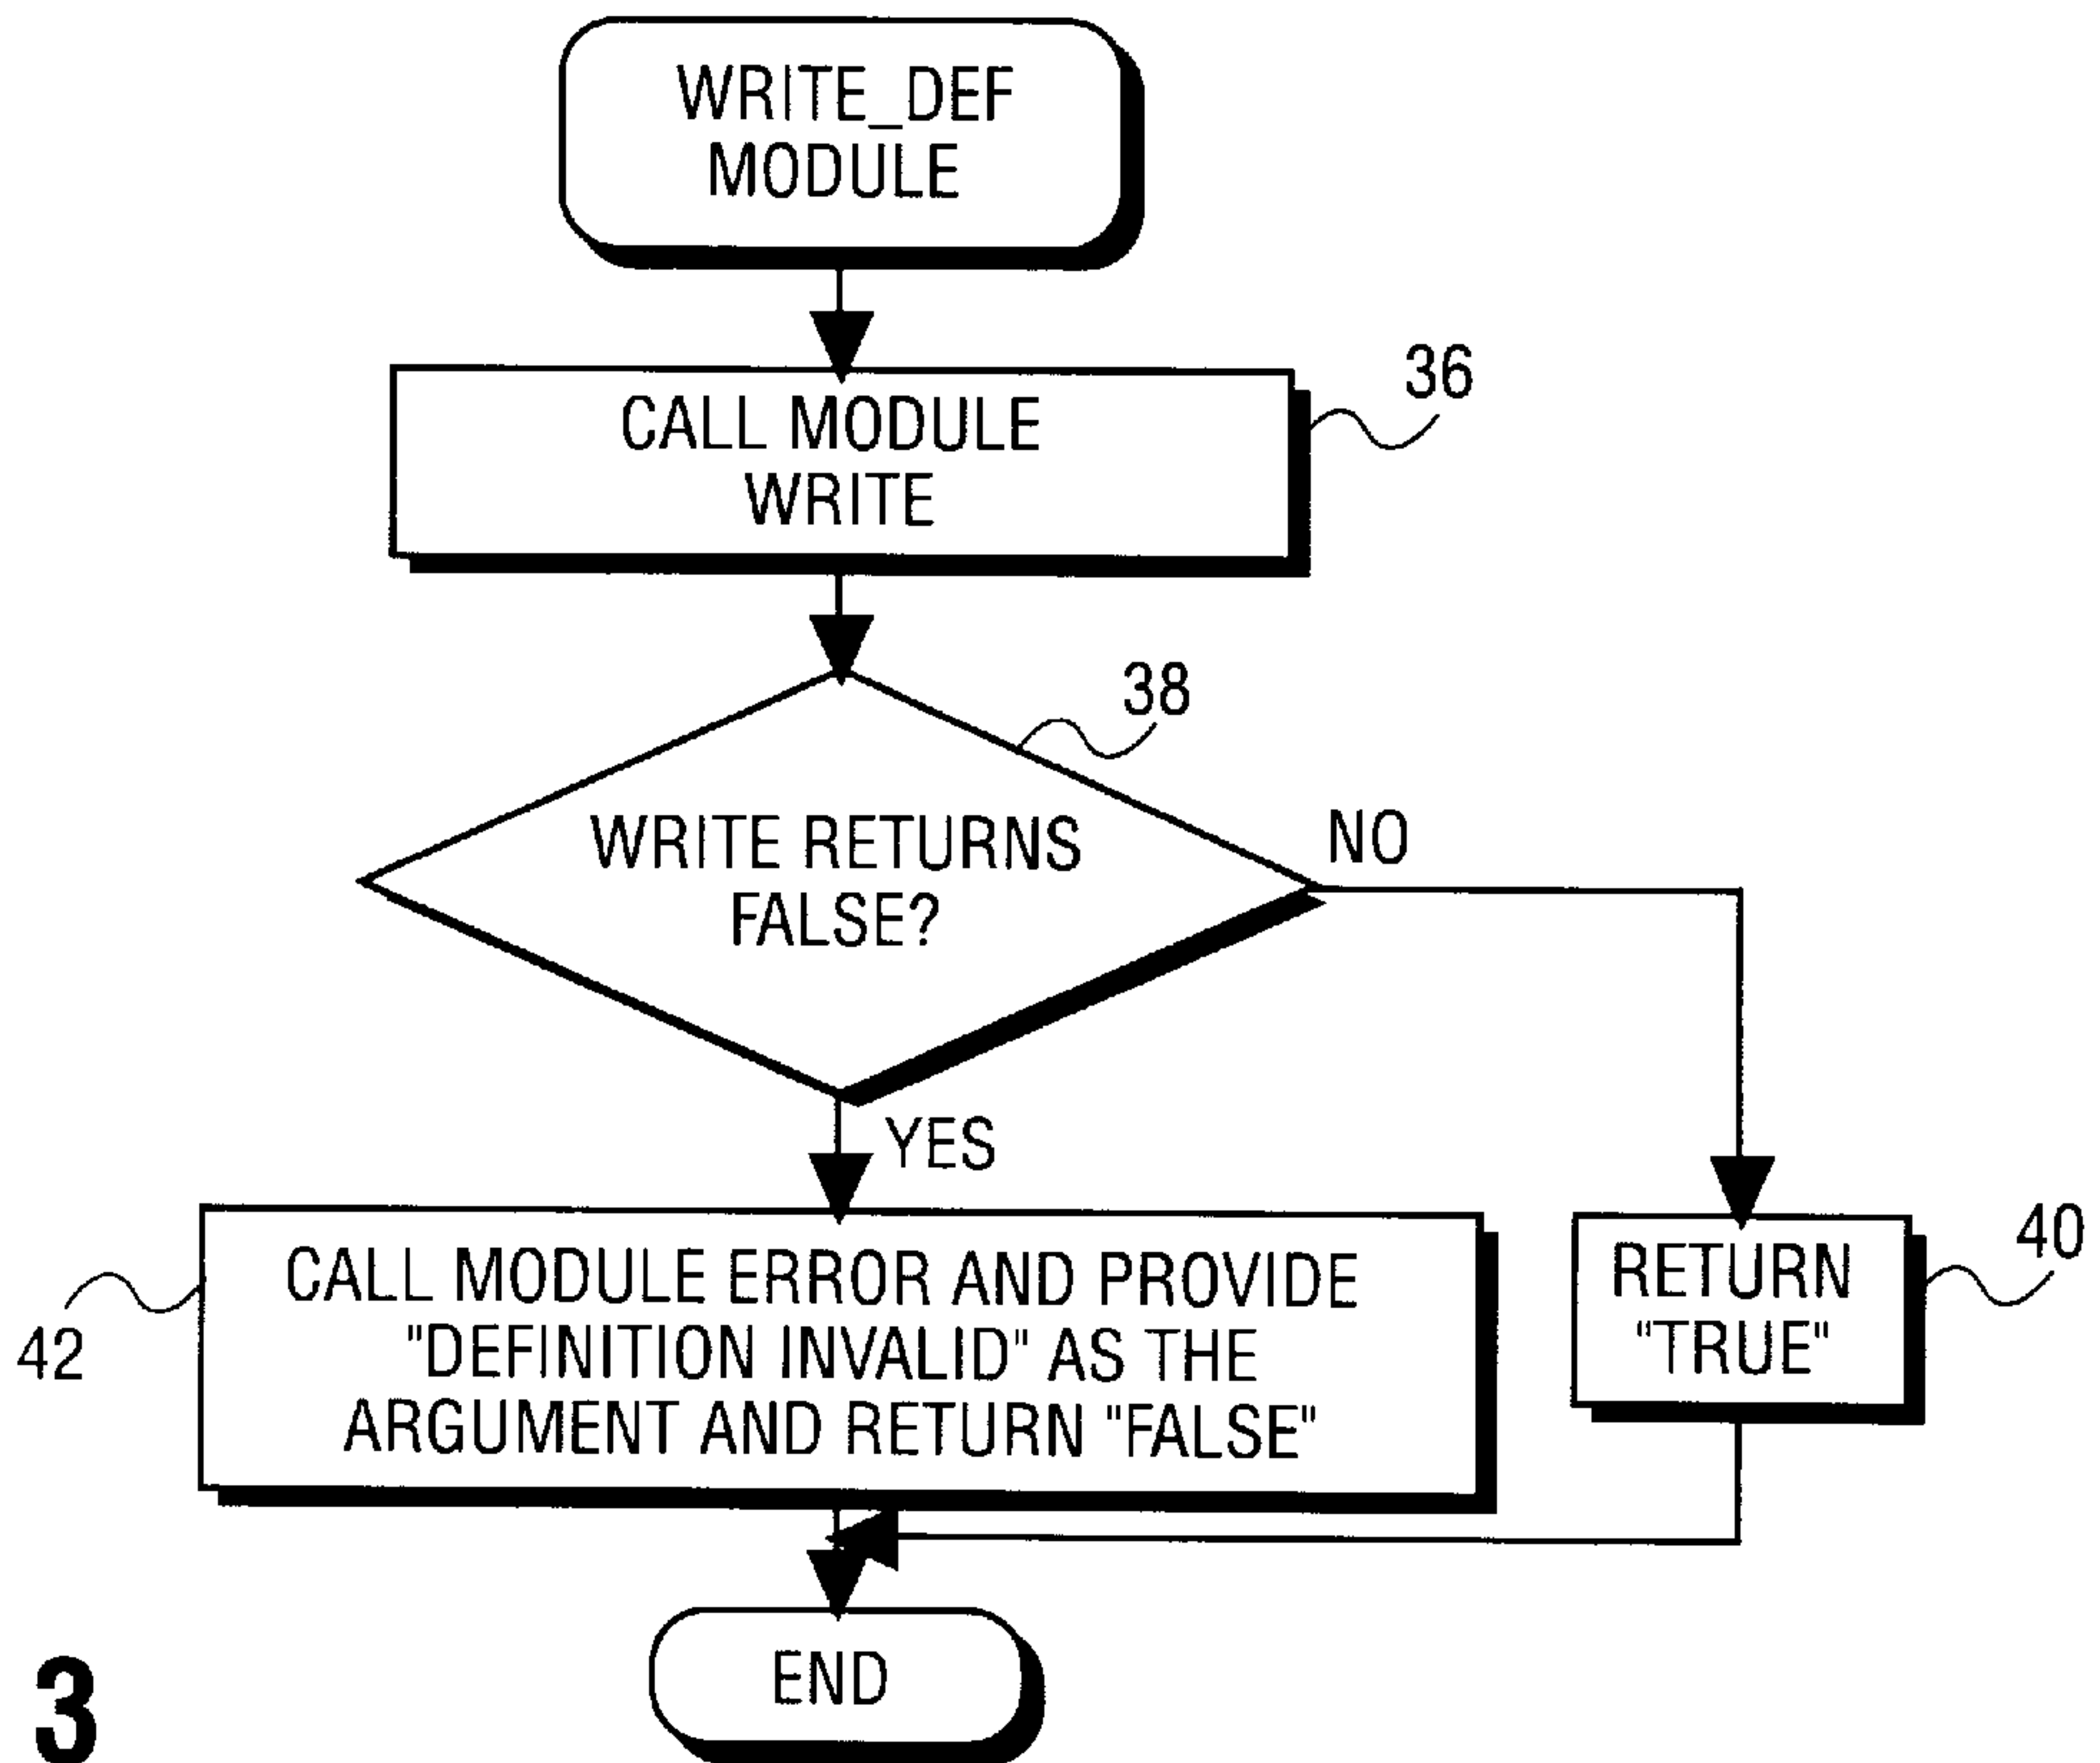 WRITE_DEF
MODULE
CALL MODULE
WRITE
36
38
WRITE RETURNS
FALSE?
NO
YES
CALL MODULE ERROR AND PROVIDE
"DEFINITION INVALID" AS THE
ARGUMENT AND RETURN "FALSE"
42
RETURN
"TRUE"
40
END
3